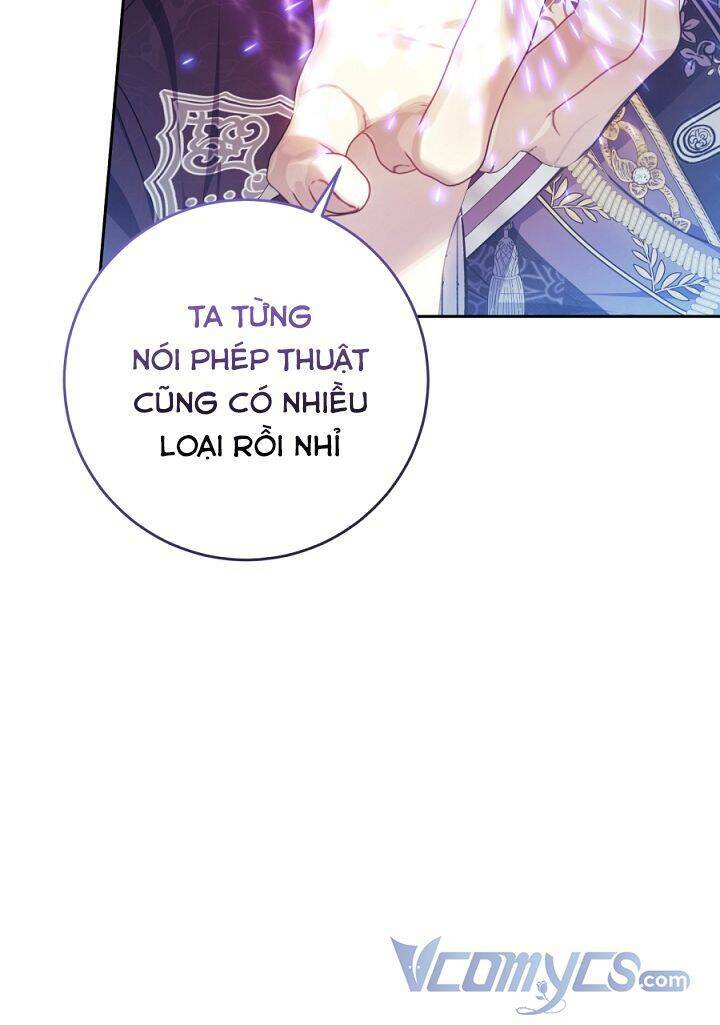 TA TỪNG
NÓI PHÉP THUẬT
CŨNG CÓ NHIỀU
LOẠI RỒI NHỈ
VCOMYCS.com